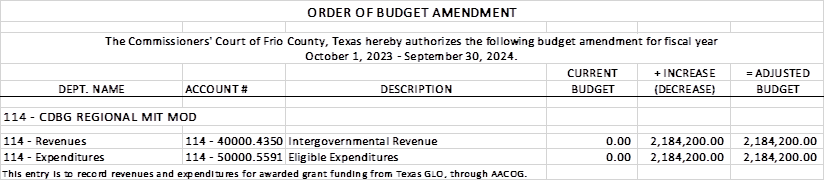 ORDER OF BUDGET AMENDMENT
The Commissioners' Court of Frio County, Texas hereby authorizes the following budget amendment for fiscal year
October 1, 2023 - September 30, 2024.
CURRENT + INCREASE = ADJUSTED
DEPT. NAME ACCOUNT # DESCRIPTION BUDGET (DECREASE) BUDGET
114 - CDBG REGIONAL MIT MOD
114 - Revenues 114 - 40000.4350 Intergovernmental Revenue 0.00 2,184,200.00 2,184,200.00
114 - Expenditures 114 - 50000.5591 Eligible Expenditures 0.00 2,184,200.00 2,184,200.00
This entry is to record revenues and expenditures for awarded grant funding from Texas GLO, through AACOG.